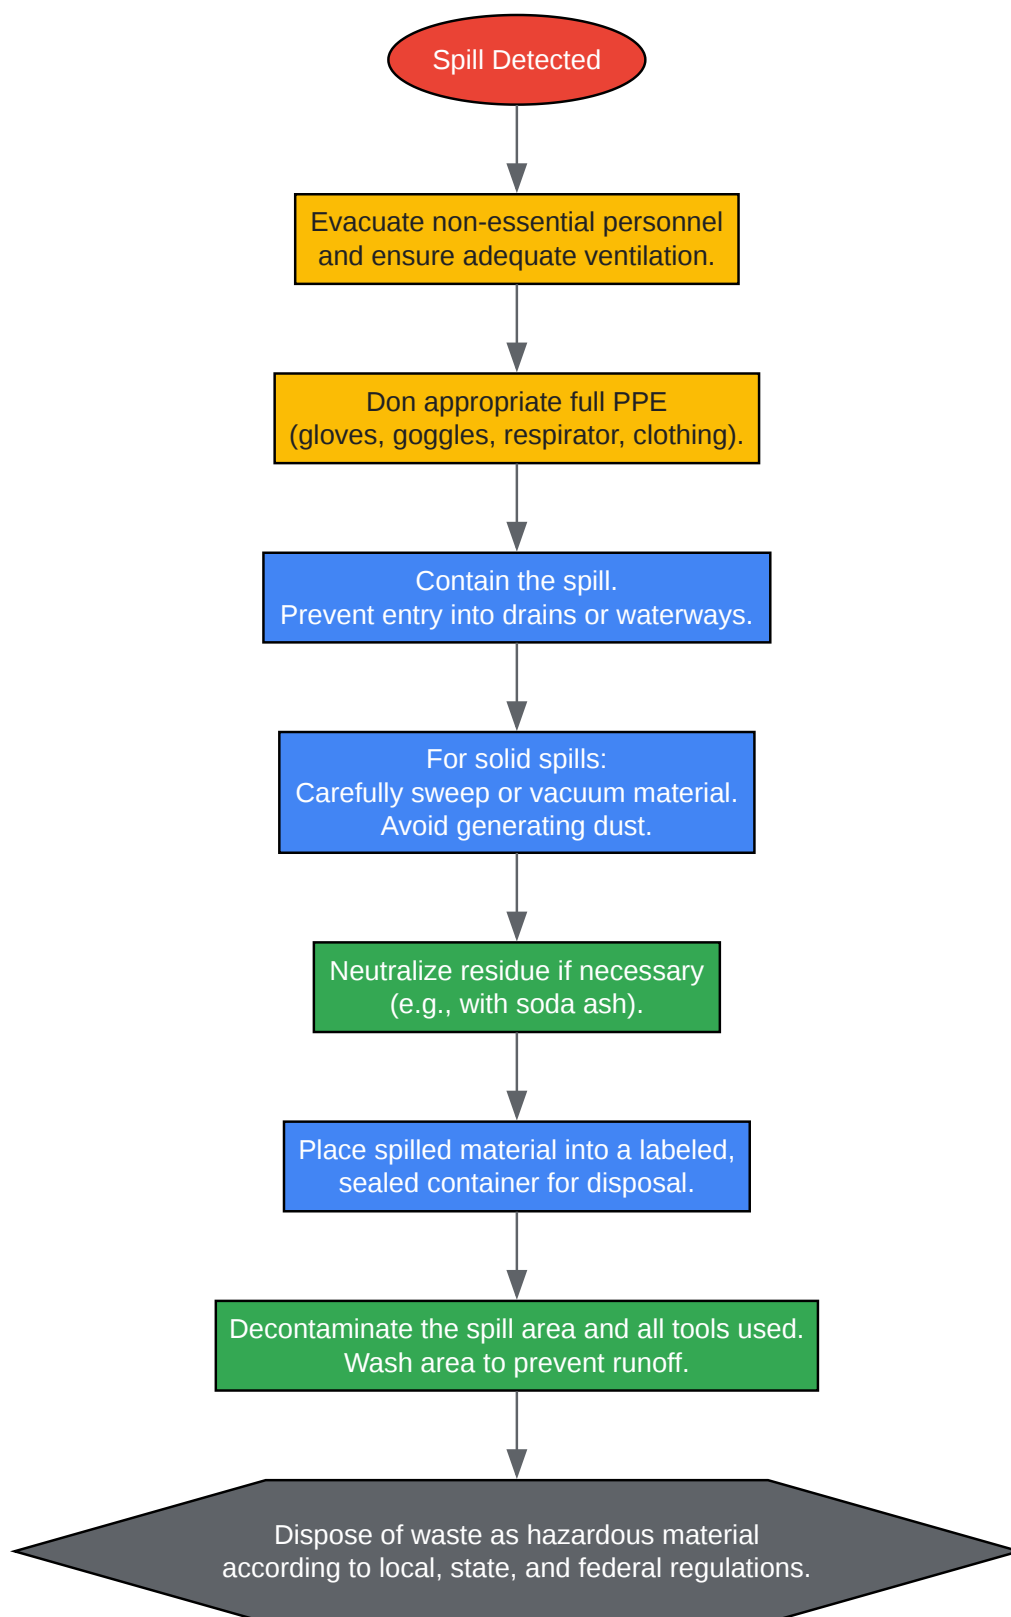 Spill Detected
Evacuate non-essential personnel
and ensure adequate ventilation.
Don appropriate full PPE
(gloves, goggles, respirator, clothing).
Contain the spill.
Prevent entry into drains or waterways.
For solid spills:
Carefully sweep or vacuum material.
Avoid generating dust.
Neutralize residue if necessary
(e.g., with soda ash).
Place spilled material into a labeled,
sealed container for disposal.
Decontaminate the spill area and all tools used.
Wash area to prevent runoff.
Dispose of waste as hazardous material
according to local, state, and federal regulations.